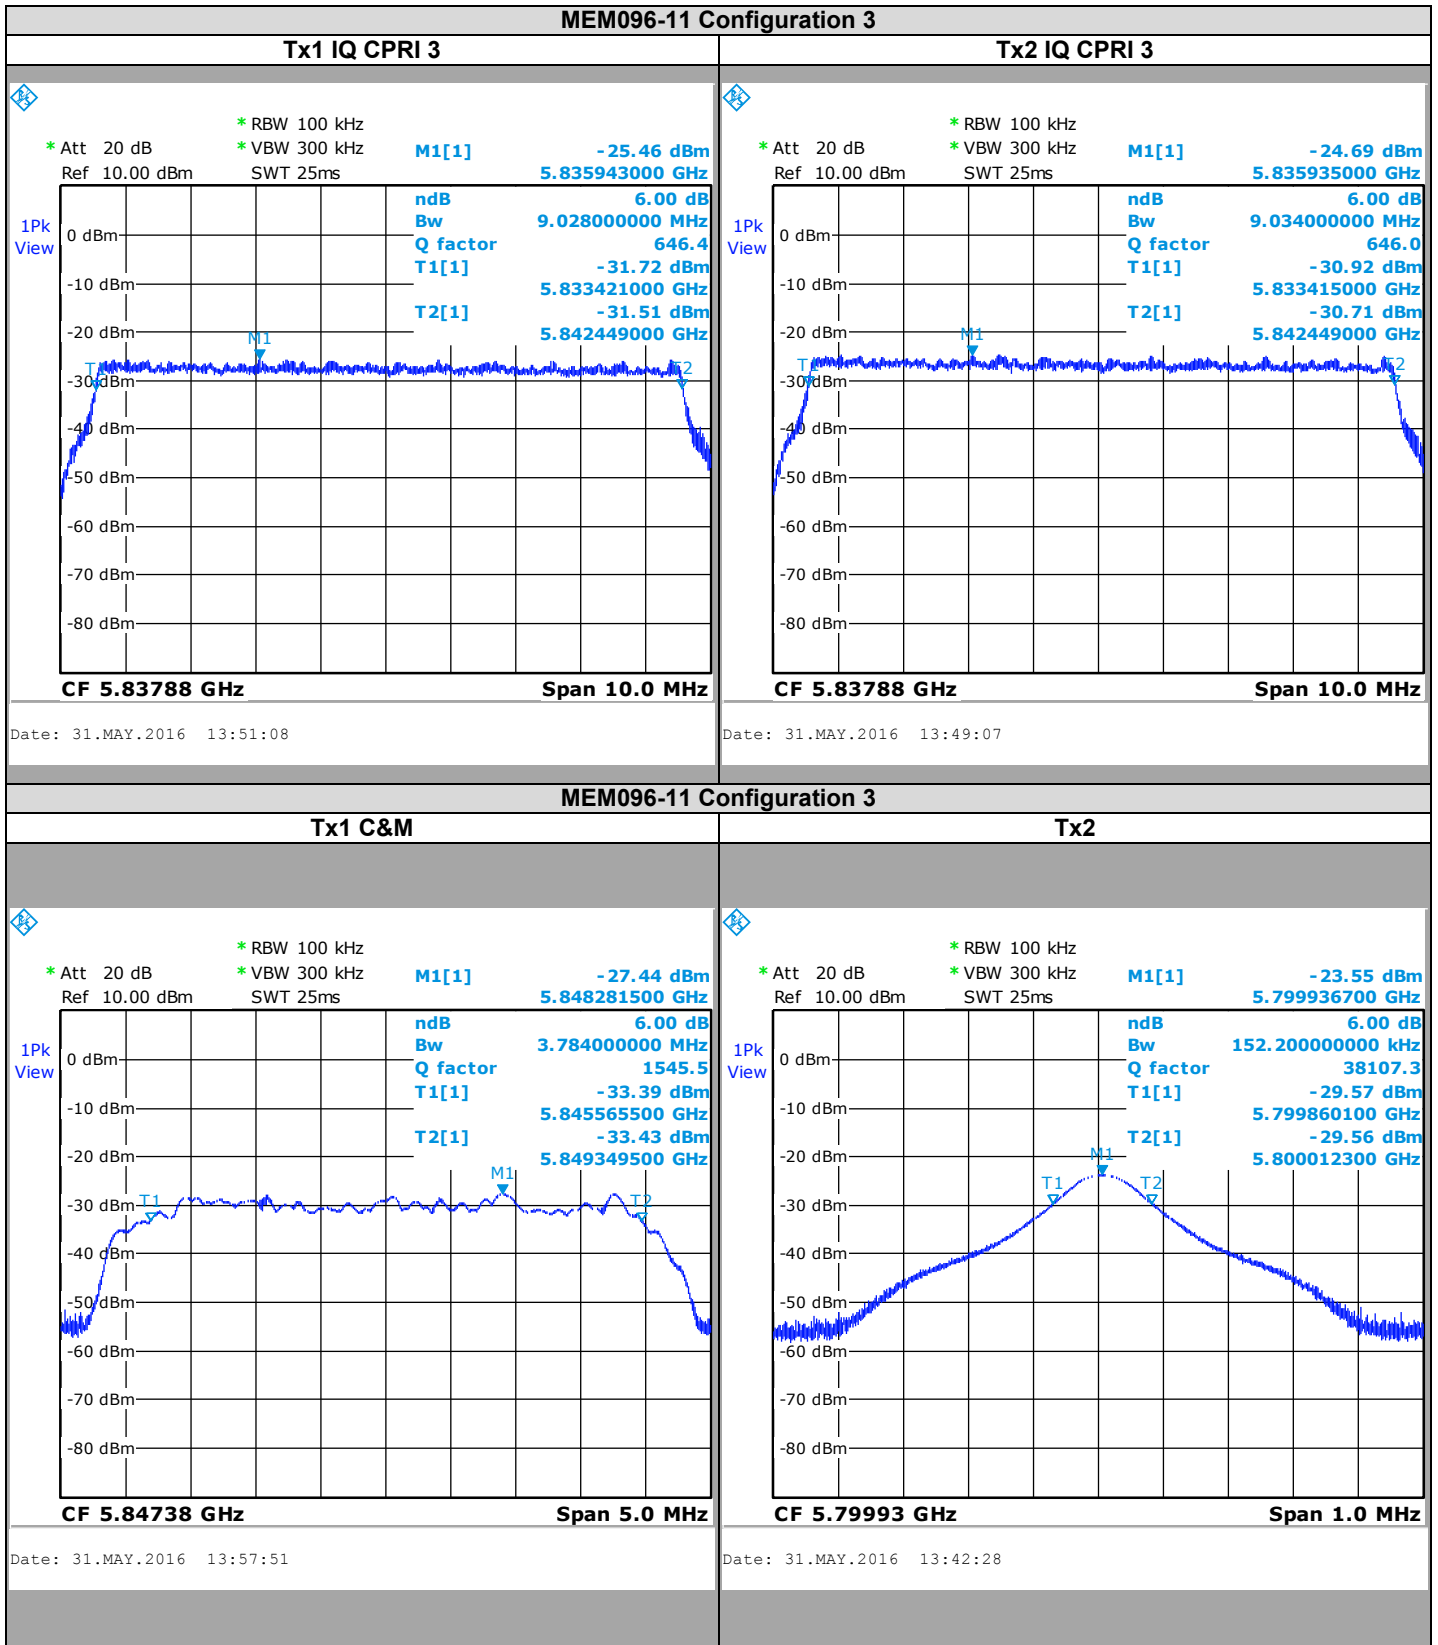 MEM096-11 Configuration 3
Tx1 IQ CPRI 3
Tx2 IQ CPRI 3
* RBW 100 kHz
* Att 20 dB
* VBW 300 kHz
M1[1] -25.46 dBm
Ref 10.00 dBm
SWT 25ms
5.835943000 GHz
ndB 6.00 dB
Bw 9.028000000 MHz
Q factor 646.4
T1[1] -31.72 dBm
5.833421000 GHz
T2[1] -31.51 dBm
5.842449000 GHz
1Pk
View
0 dBm
-10 dBm
-20 dBm
-30 dBm
-40 dBm
-50 dBm
-60 dBm
-70 dBm
-80 dBm
M1
T1
T2
CF 5.83788 GHz
Span 10.0 MHz
Date: 31.MAY.2016 13:51:08
* RBW 100 kHz
* Att 20 dB
* VBW 300 kHz
M1[1] -24.69 dBm
Ref 10.00 dBm
SWT 25ms
5.835935000 GHz
ndB 6.00 dB
Bw 9.034000000 MHz
Q factor 646.0
T1[1] -30.92 dBm
5.833415000 GHz
T2[1] -30.71 dBm
5.842449000 GHz
1Pk
View
0 dBm
-10 dBm
-20 dBm
-30 dBm
-40 dBm
-50 dBm
-60 dBm
-70 dBm
-80 dBm
M1
T1
T2
CF 5.83788 GHz
Span 10.0 MHz
Date: 31.MAY.2016 13:49:07
MEM096-11 Configuration 3
Tx1 C&M
Tx2
* RBW 100 kHz
* Att 20 dB
* VBW 300 kHz
M1[1] -27.44 dBm
Ref 10.00 dBm
SWT 25ms
5.848281500 GHz
ndB 6.00 dB
Bw 3.784000000 MHz
Q factor 1545.5
T1[1] -33.39 dBm
5.845565500 GHz
T2[1] -33.43 dBm
5.849349500 GHz
1Pk
View
0 dBm
-10 dBm
-20 dBm
-30 dBm
-40 dBm
-50 dBm
-60 dBm
-70 dBm
-80 dBm
M1
T1
T2
CF 5.84738 GHz
Span 5.0 MHz
Date: 31.MAY.2016 13:57:51
* RBW 100 kHz
* Att 20 dB
* VBW 300 kHz
M1[1] -23.55 dBm
Ref 10.00 dBm
SWT 25ms
5.799936700 GHz
ndB 6.00 dB
Bw 152.200000000 kHz
Q factor 38107.3
T1[1] -29.57 dBm
5.799860100 GHz
T2[1] -29.56 dBm
5.800012300 GHz
1Pk
View
0 dBm
-10 dBm
-20 dBm
-30 dBm
-40 dBm
-50 dBm
-60 dBm
-70 dBm
-80 dBm
M1
T1
T2
CF 5.79993 GHz
Span 1.0 MHz
Date: 31.MAY.2016 13:42:28